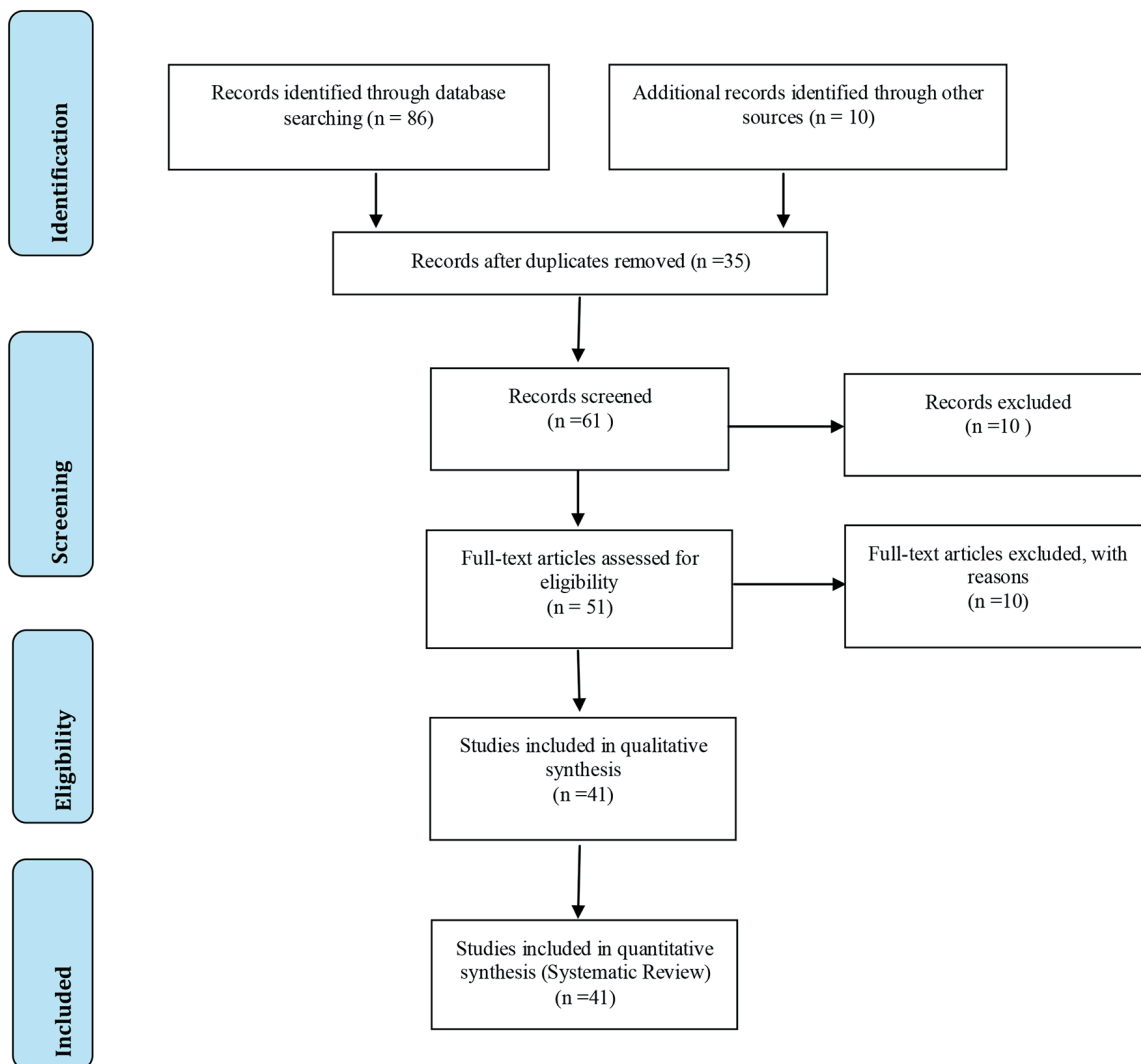 Identification
Records identified through database
searching (n = 86)
Additional records identified through other
sources (n = 10)
Records after duplicates removed (n =35)
Screening
Records screened
(n =61 )
Records excluded
(n =10 )
Full-text articles assessed for
eligibility
(n = 51)
Full-text articles excluded, with
reasons
(n =10)
Eligibility
Studies included in qualitative
synthesis
(n =41)
Included
Studies included in quantitative
synthesis (Systematic Review)
(n =41)